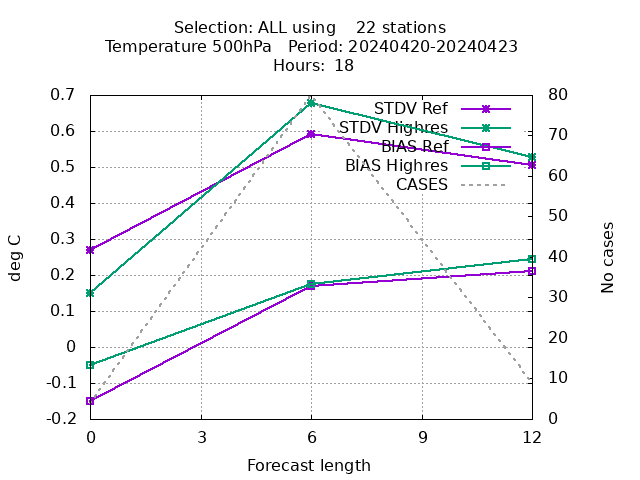 Selection: ALL using    22 stations
Temperature 500hPa   Period: 20240420-20240423
Hours: 18
0.7
0.6
0.5
0.4
0.3
0.2
0.1
0
-0.1
-0.2
80
70
60
50
40
30
20
10
0
STDV Ref
STDV Highres
BIAS Ref
BIAS Highres
CASES
deg C
No cases
0 3 6 9 12
Forecast length